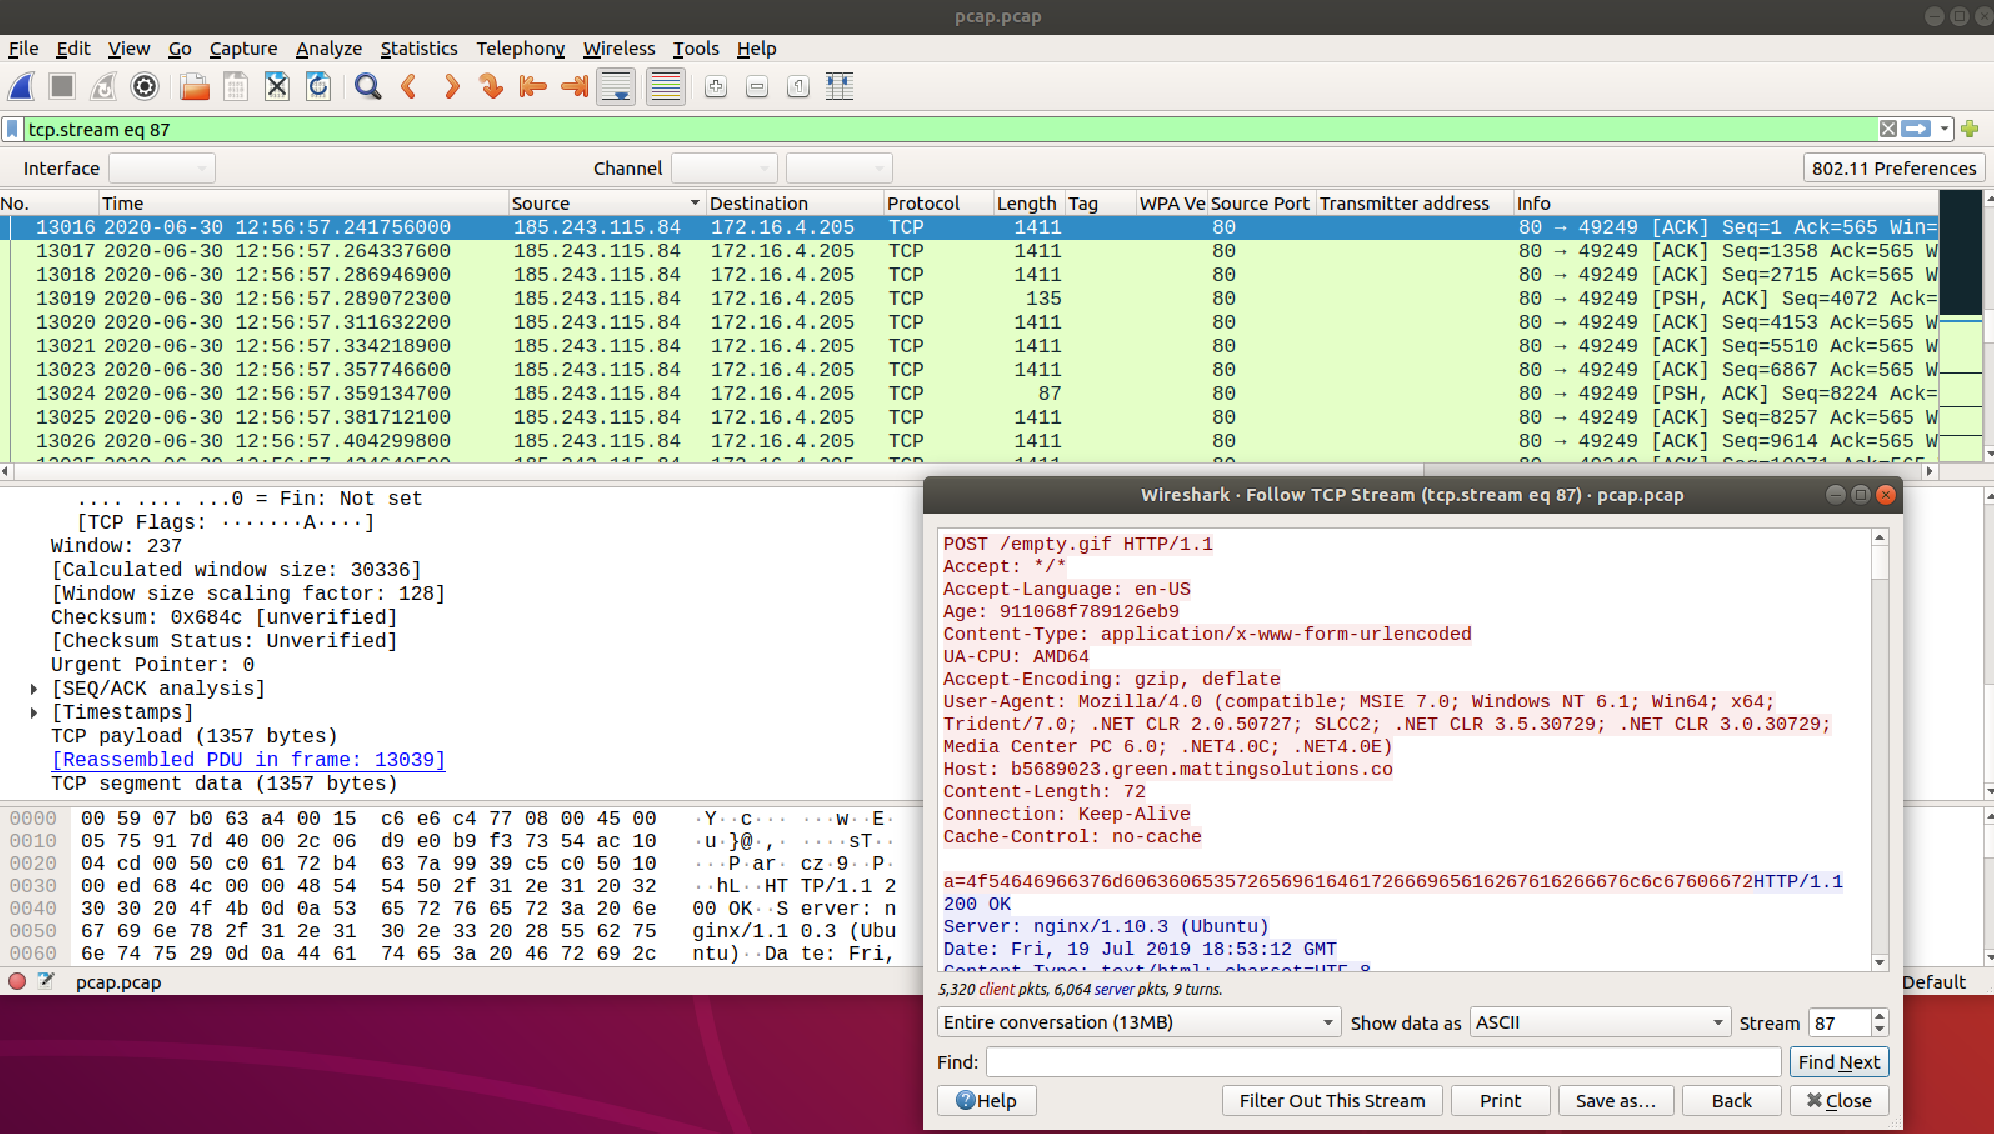 pcap.pcap
File Edit View Go Capture Analyze Statistics Telephony Wireless Tools Help
tcp.stream eq 87
Interface Channel 802.11 Preferences
No. Time Source Destination Protocol Length Tag WPA Ve Source Port Transmitter address Info
13016 2020-06-30 12:56:57.241756000 185.243.115.84 172.16.4.205 TCP 1411 80 80 → 49249 [ACK] Seq=1 Ack=565 Win=
13017 2020-06-30 12:56:57.264337600 185.243.115.84 172.16.4.205 TCP 1411 80 80 → 49249 [ACK] Seq=1358 Ack=565 W
13018 2020-06-30 12:56:57.286946900 185.243.115.84 172.16.4.205 TCP 1411 80 80 → 49249 [ACK] Seq=2715 Ack=565 W
13019 2020-06-30 12:56:57.289072300 185.243.115.84 172.16.4.205 TCP 135 80 80 → 49249 [PSH, ACK] Seq=4072 Ack=
13020 2020-06-30 12:56:57.311632200 185.243.115.84 172.16.4.205 TCP 1411 80 80 → 49249 [ACK] Seq=4153 Ack=565 W
13021 2020-06-30 12:56:57.334218900 185.243.115.84 172.16.4.205 TCP 1411 80 80 → 49249 [ACK] Seq=5510 Ack=565 W
13023 2020-06-30 12:56:57.357746600 185.243.115.84 172.16.4.205 TCP 1411 80 80 → 49249 [ACK] Seq=6867 Ack=565 W
13024 2020-06-30 12:56:57.359134700 185.243.115.84 172.16.4.205 TCP 87 80 80 → 49249 [PSH, ACK] Seq=8224 Ack=
13025 2020-06-30 12:56:57.381712100 185.243.115.84 172.16.4.205 TCP 1411 80 80 → 49249 [ACK] Seq=8257 Ack=565 W
13026 2020-06-30 12:56:57.404299800 185.243.115.84 172.16.4.205 TCP 1411 80 80 → 49249 [ACK] Seq=9614 Ack=565 W
.... .... ...0 = Fin: Not set
[TCP Flags: ·······A····]
Window: 237
[Calculated window size: 30336]
[Window size scaling factor: 128]
Checksum: 0x684c [unverified]
[Checksum Status: Unverified]
Urgent Pointer: 0
[SEQ/ACK analysis]
[Timestamps]
TCP payload (1357 bytes)
[Reassembled PDU in frame: 13039]
TCP segment data (1357 bytes)
0000 00 59 07 b0 63 a4 00 15 c6 e6 c4 77 08 00 45 00 ·Y··c··· ···w··E·
0010 05 75 91 7d 40 00 2c 06 d9 e0 b9 f3 73 54 ac 10 ·u·}@·,· ····sT··
0020 04 cd 00 50 c0 61 72 b4 63 7a 99 39 c5 c0 50 10 ···P·ar· cz·9··P·
0030 00 ed 68 4c 00 00 48 54 54 50 2f 31 2e 31 20 32 ··hL··HT TP/1.1 2
0040 30 30 20 4f 4b 0d 0a 53 65 72 76 65 72 3a 20 6e 00 OK··S erver: n
0050 67 69 6e 78 2f 31 2e 31 30 2e 33 20 28 55 62 75 ginx/1.1 0.3 (Ubu
0060 6e 74 75 29 0d 0a 44 61 74 65 3a 20 46 72 69 2c ntu)··Da te: Fri,
pcap.pcap
Default
Wireshark · Follow TCP Stream (tcp.stream eq 87) · pcap.pcap
POST /empty.gif HTTP/1.1
Accept: */*
Accept-Language: en-US
Age: 911068f789126eb9
Content-Type: application/x-www-form-urlencoded
UA-CPU: AMD64
Accept-Encoding: gzip, deflate
User-Agent: Mozilla/4.0 (compatible; MSIE 7.0; Windows NT 6.1; Win64; x64;
Trident/7.0; .NET CLR 2.0.50727; SLCC2; .NET CLR 3.5.30729; .NET CLR 3.0.30729;
Media Center PC 6.0; .NET4.0C; .NET4.0E)
Host: b5689023.green.mattingsolutions.co
Content-Length: 72
Connection: Keep-Alive
Cache-Control: no-cache
a=4f54646966376d606360653572656961646172666965616267616266676c6c67606672HTTP/1.1
200 OK
Server: nginx/1.10.3 (Ubuntu)
Date: Fri, 19 Jul 2019 18:53:12 GMT
Content-Type: text/html; charset=UTF-8
5,320 client pkts, 6,064 server pkts, 9 turns.
Entire conversation (13MB) Show data as ASCII Stream 87
Find: Find Next
Help Filter Out This Stream Print Save as… Back Close